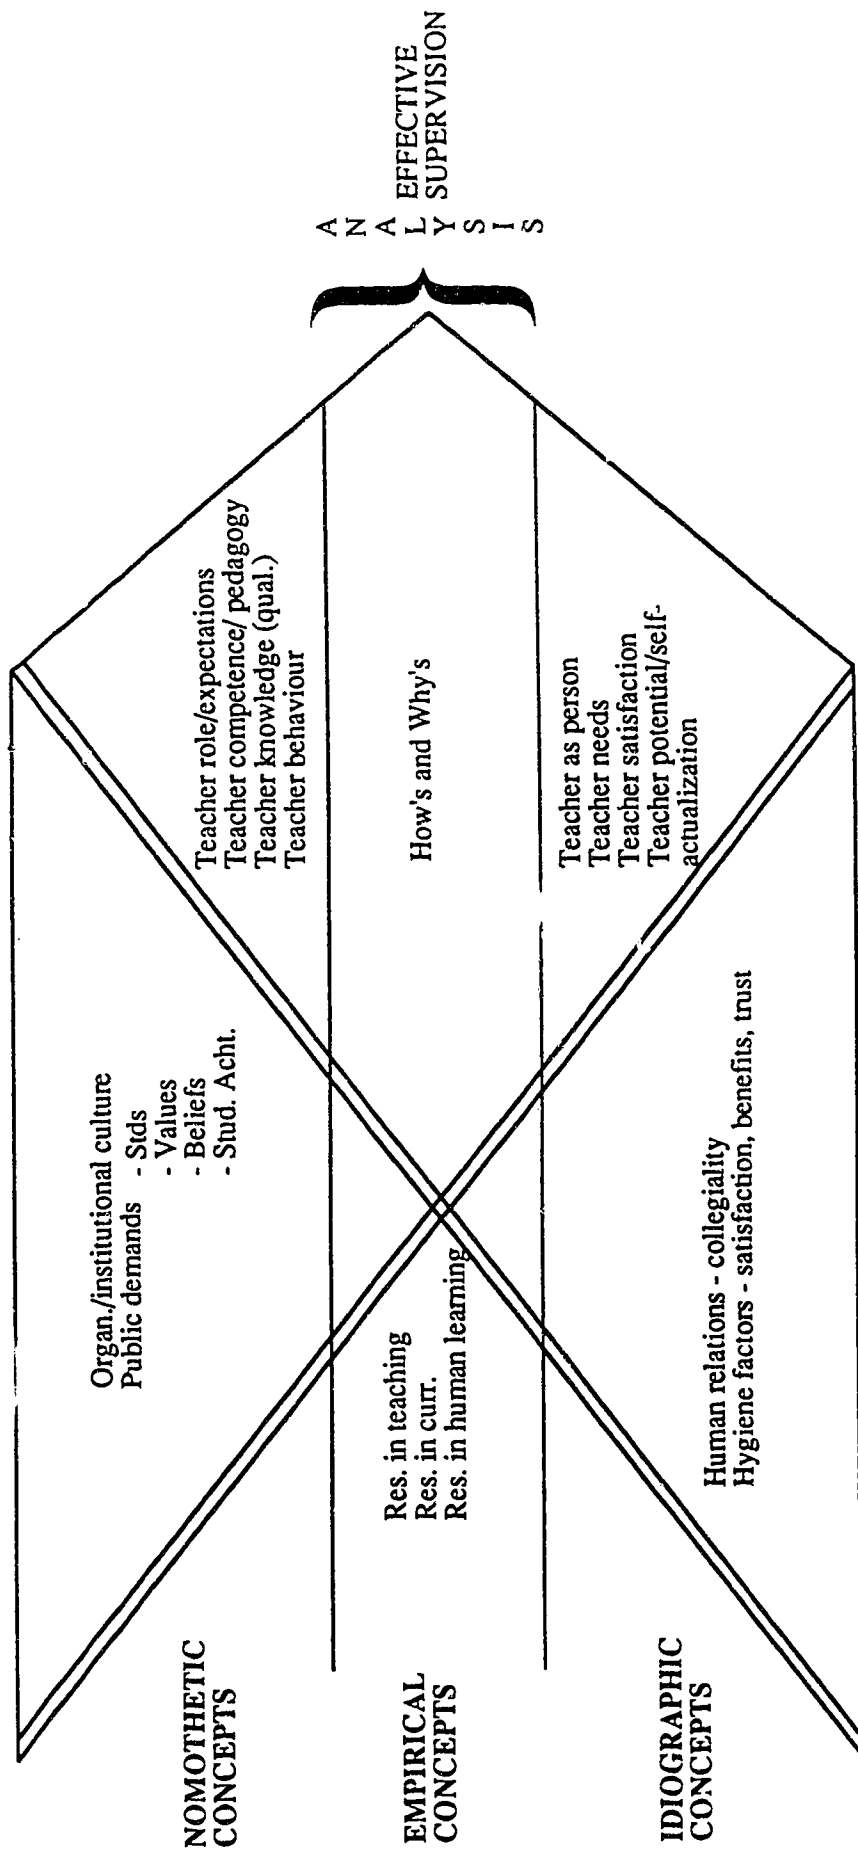 NOMOTHETIC
CONCEPTS
Organ./institutional culture
Public demands - Stds
- Values
- Beliefs
- Stud. Acht.
Teacher role/expectations
Teacher competence/ pedagogy
Teacher knowledge (qual.)
Teacher behaviour
EMPIRICAL
CONCEPTS
Res. in teaching
Res. in curr.
Res. in human learning
How's and Why's
IDIOGRAPHIC
CONCEPTS
Human relations - collegiality
Hygiene factors - satisfaction, benefits, trust
Teacher as person
Teacher needs
Teacher satisfaction
Teacher potential/self-
actualization
A
N
A
L
Y
S
I
S
EFFECTIVE
SUPERVISION